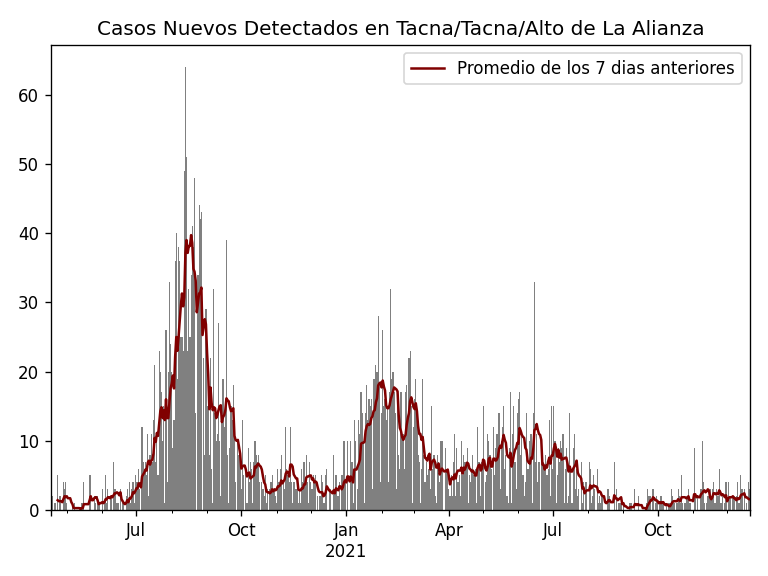 Casos Nuevos Detectados en Tacna/Tacna/Alto de La Alianza
Promedio de los 7 dias anteriores
60
50
40
30
20
10
0
Jul Oct Jan Apr Jul Oct
2021